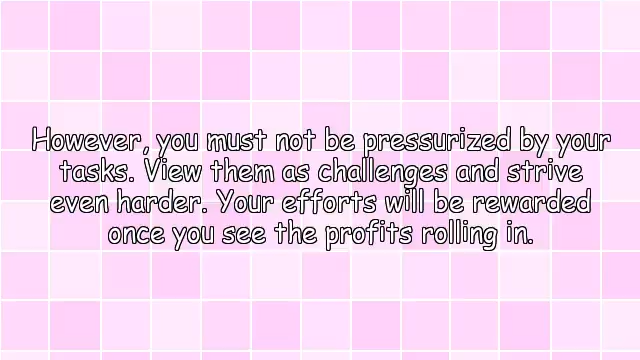 However, you must not be pressurized by your
tasks. View them as challenges and strive
even harder. Your efforts will be rewarded
once you see the profits rolling in.